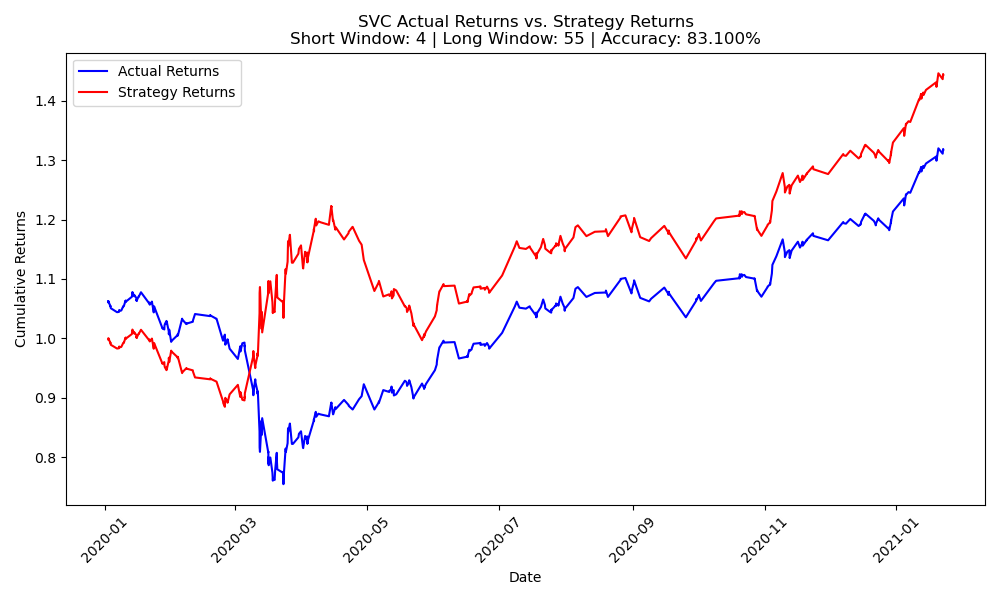 SVC Actual Returns vs. Strategy Returns
Short Window: 4 | Long Window: 55 | Accuracy: 83.100%
Actual Returns
Strategy Returns
Cumulative Returns
1.4
1.3
1.2
1.1
1.0
0.9
0.8
2020-01
2020-03
2020-05
2020-07
2020-09
2020-11
2021-01
Date